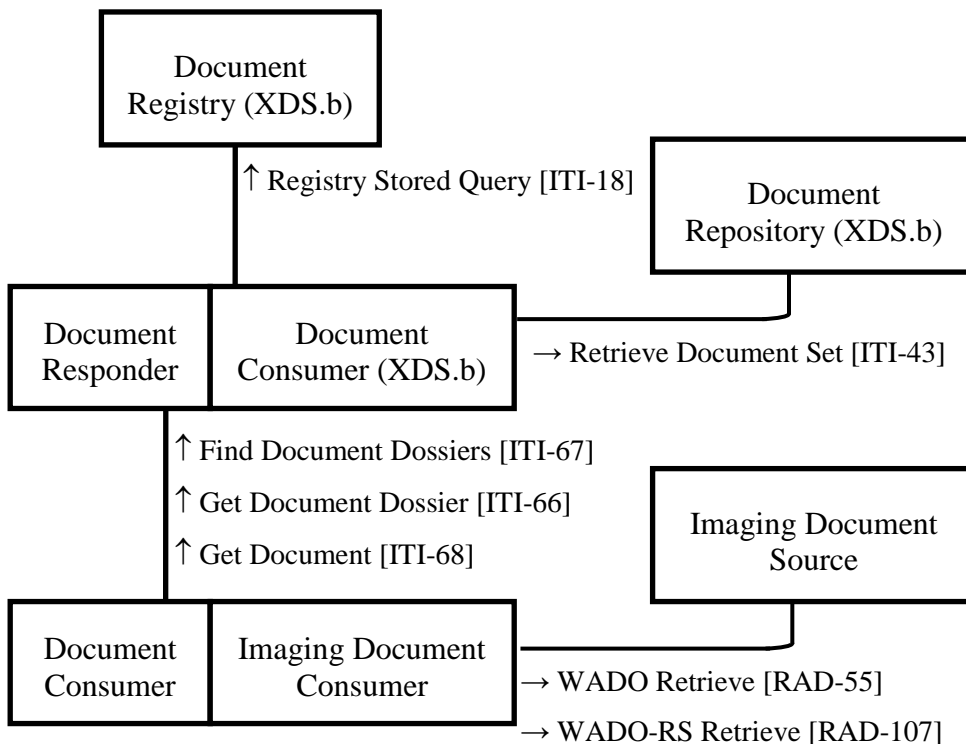 Document
Registry (XDS.b)
↑ Registry Stored Query [ITI-18]
Document
Repository (XDS.b)
Document
Responder
Document
Consumer (XDS.b)
→ Retrieve Document Set [ITI-43]
↑ Find Document Dossiers [ITI-67]
↑ Get Document Dossier [ITI-66]
↑ Get Document [ITI-68]
Imaging Document
Source
Document
Consumer
Imaging Document
Consumer
→ WADO Retrieve [RAD-55]
→ WADO-RS Retrieve [RAD-107]